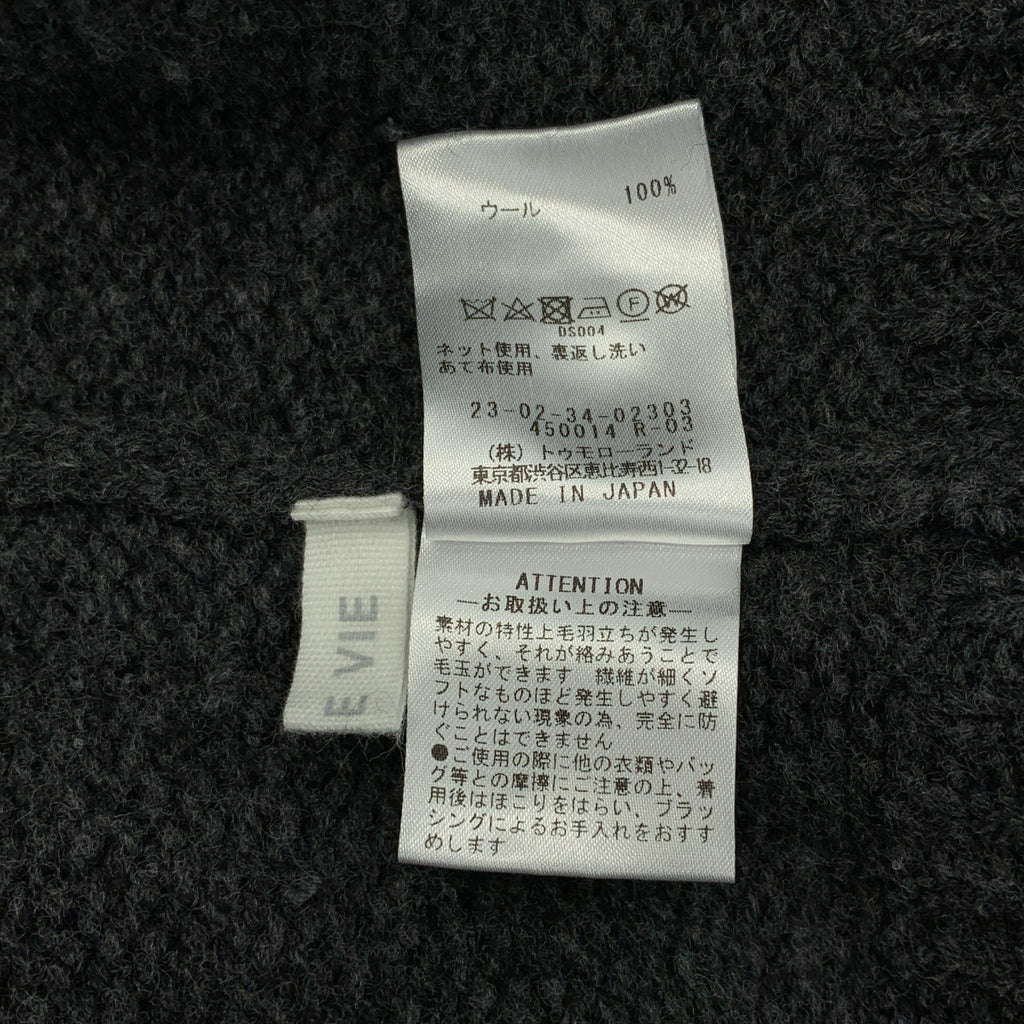 ウール 100%
F W
DS004
ネット使用、裏返し洗い
あて布使用
23-02-34-02303
450014 R-03
(株) トゥモローランド
東京都渋谷区恵比寿西1-32-18
MADE IN JAPAN
ATTENTION
—お取扱い上の注意—
素材の特性上毛羽立ちが発生し
やすく、それが絡みあうことで
毛玉ができます 繊維が細くソ
フトなものほど発生しやすく避
けられない現象の為、完全に防
ぐことはできません
●ご使用の際に他の衣類やバッ
グ等との摩擦にご注意の上、着
用後はほこりをはらい、ブラッ
シングによるお手入れをおすす
めします
E VIE